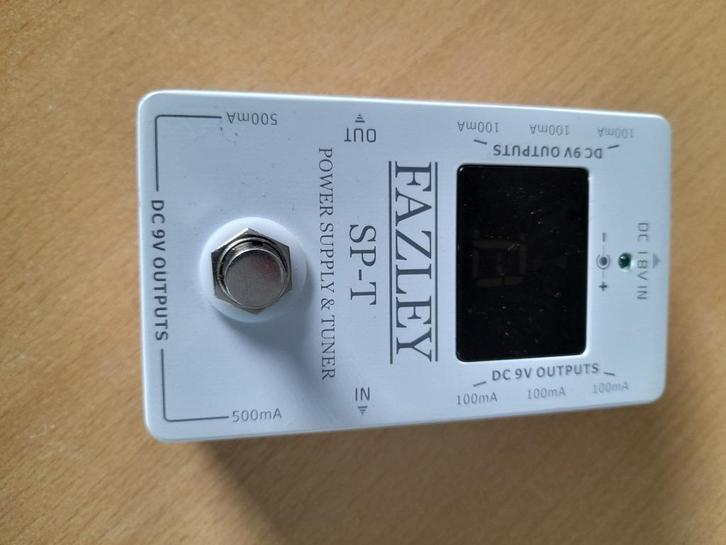 DC 18V IN
- +
DC 9V OUTPUTS
100mA
100mA
100mA
DC 9V OUTPUTS
100mA
100mA
100mA
FAZLEY
SP-T
POWER SUPPLY & TUNER
IN
OUT
500mA
500mA
DC 9V OUTPUTS